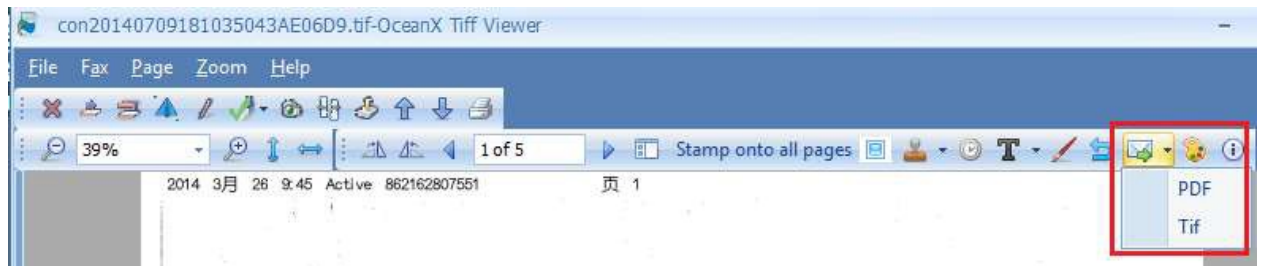 con20140709181035043AE06D9.tif-OceanX Tiff Viewer
File Fax Page Zoom Help
39% 1 of 5 Stamp onto all pages T
2014 3月 26 9:45 Active 862162807551 页 1
PDF
Tif